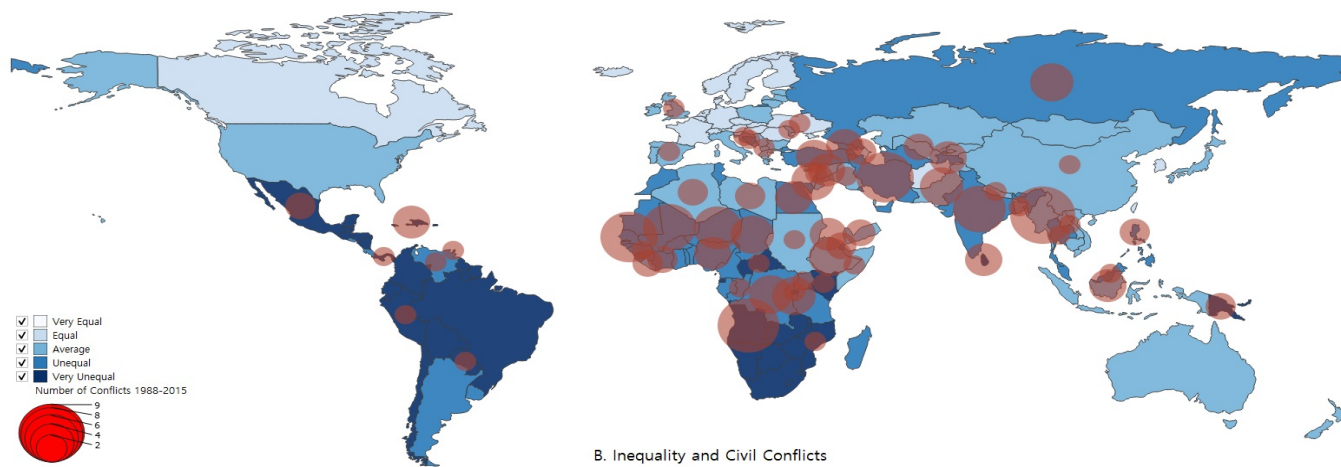 Very Equal
Equal
Average
Unequal
Very Unequal
Number of Conflicts 1988-2015
9
8
6
4
2
B. Inequality and Civil Conflicts